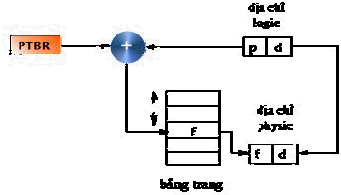 địa chỉ
logic
PTBR
+
p d
địa chỉ
physic
F
f d
bảng trang